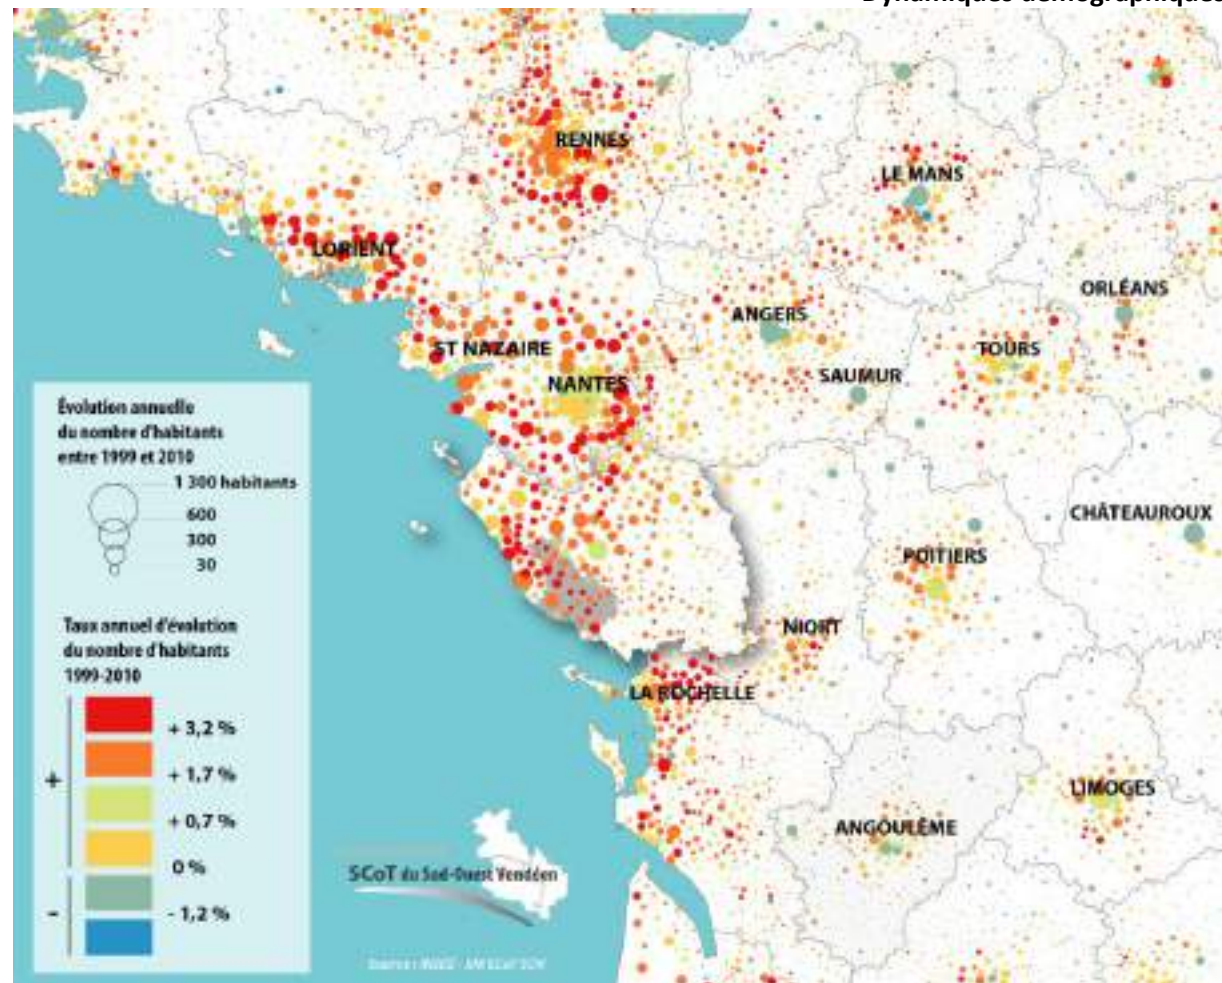 Dynamiques démographiques
RENNES
LE MANS
LORIENT
ORLÉANS
ANGERS
ST NAZAIRE
TOURS
NANTES
SAUMUR
Évolution annuelle
du nombre d'habitants
entre 1999 et 2010
1 300 habitants
600
300
30
CHÂTEAUROUX
POITIERS
NIORT
Taux annuel d'évolution
du nombre d'habitants
1999-2010
LA ROCHELLE
+ 3,2 %
+ 1,7 %
+
+ 0,7 %
0 %
- 1,2 %
-
LIMOGES
ANGOULÊME
SCoT du Sud-Ouest Vendéen
Source : INSEE